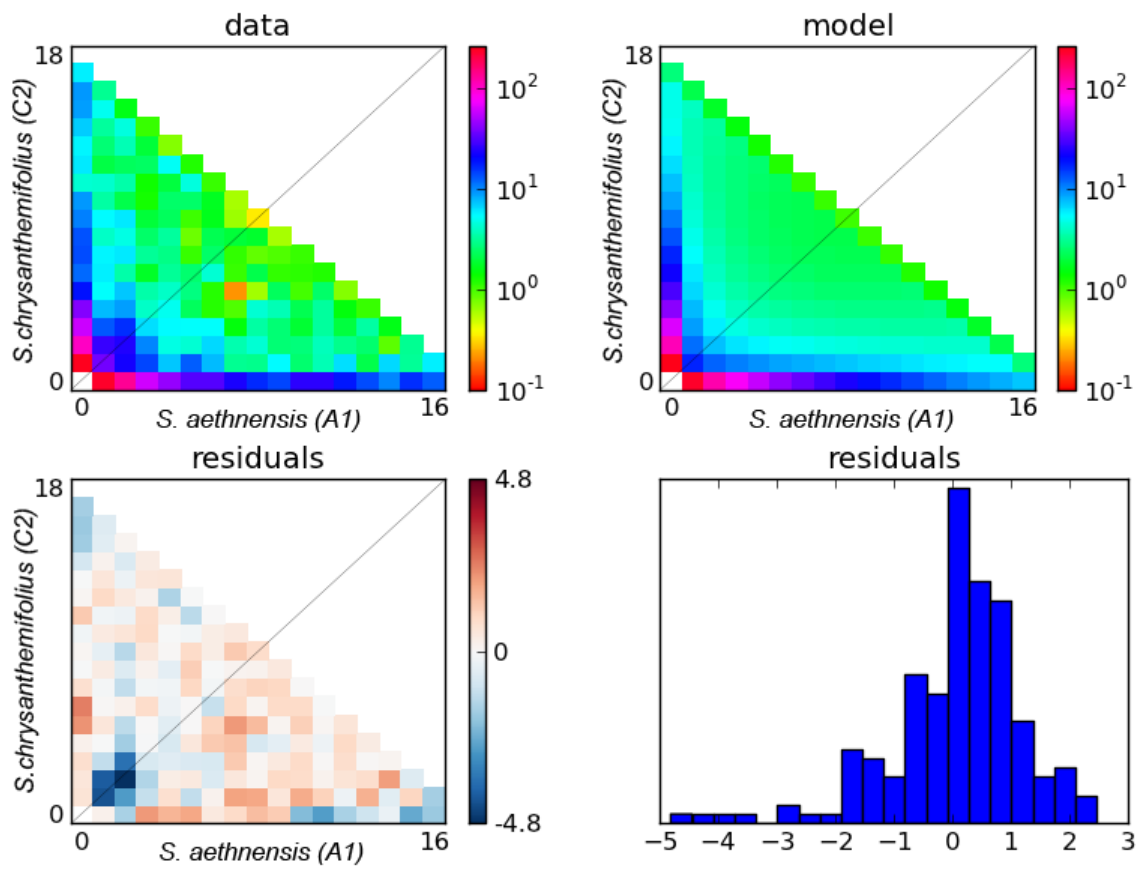 data
18
0
S.chrysanthemifolius (C2)
0
16
S. aethnensis (A1)
10^2
10^1
10^0
10^-1
model
18
0
S.chrysanthemifolius (C2)
0
16
S. aethnensis (A1)
10^2
10^1
10^0
10^-1
residuals
18
0
S.chrysanthemifolius (C2)
0
16
S. aethnensis (A1)
4.8
0
-4.8
residuals
−5 −4 −3 −2 −1 0 1 2 3